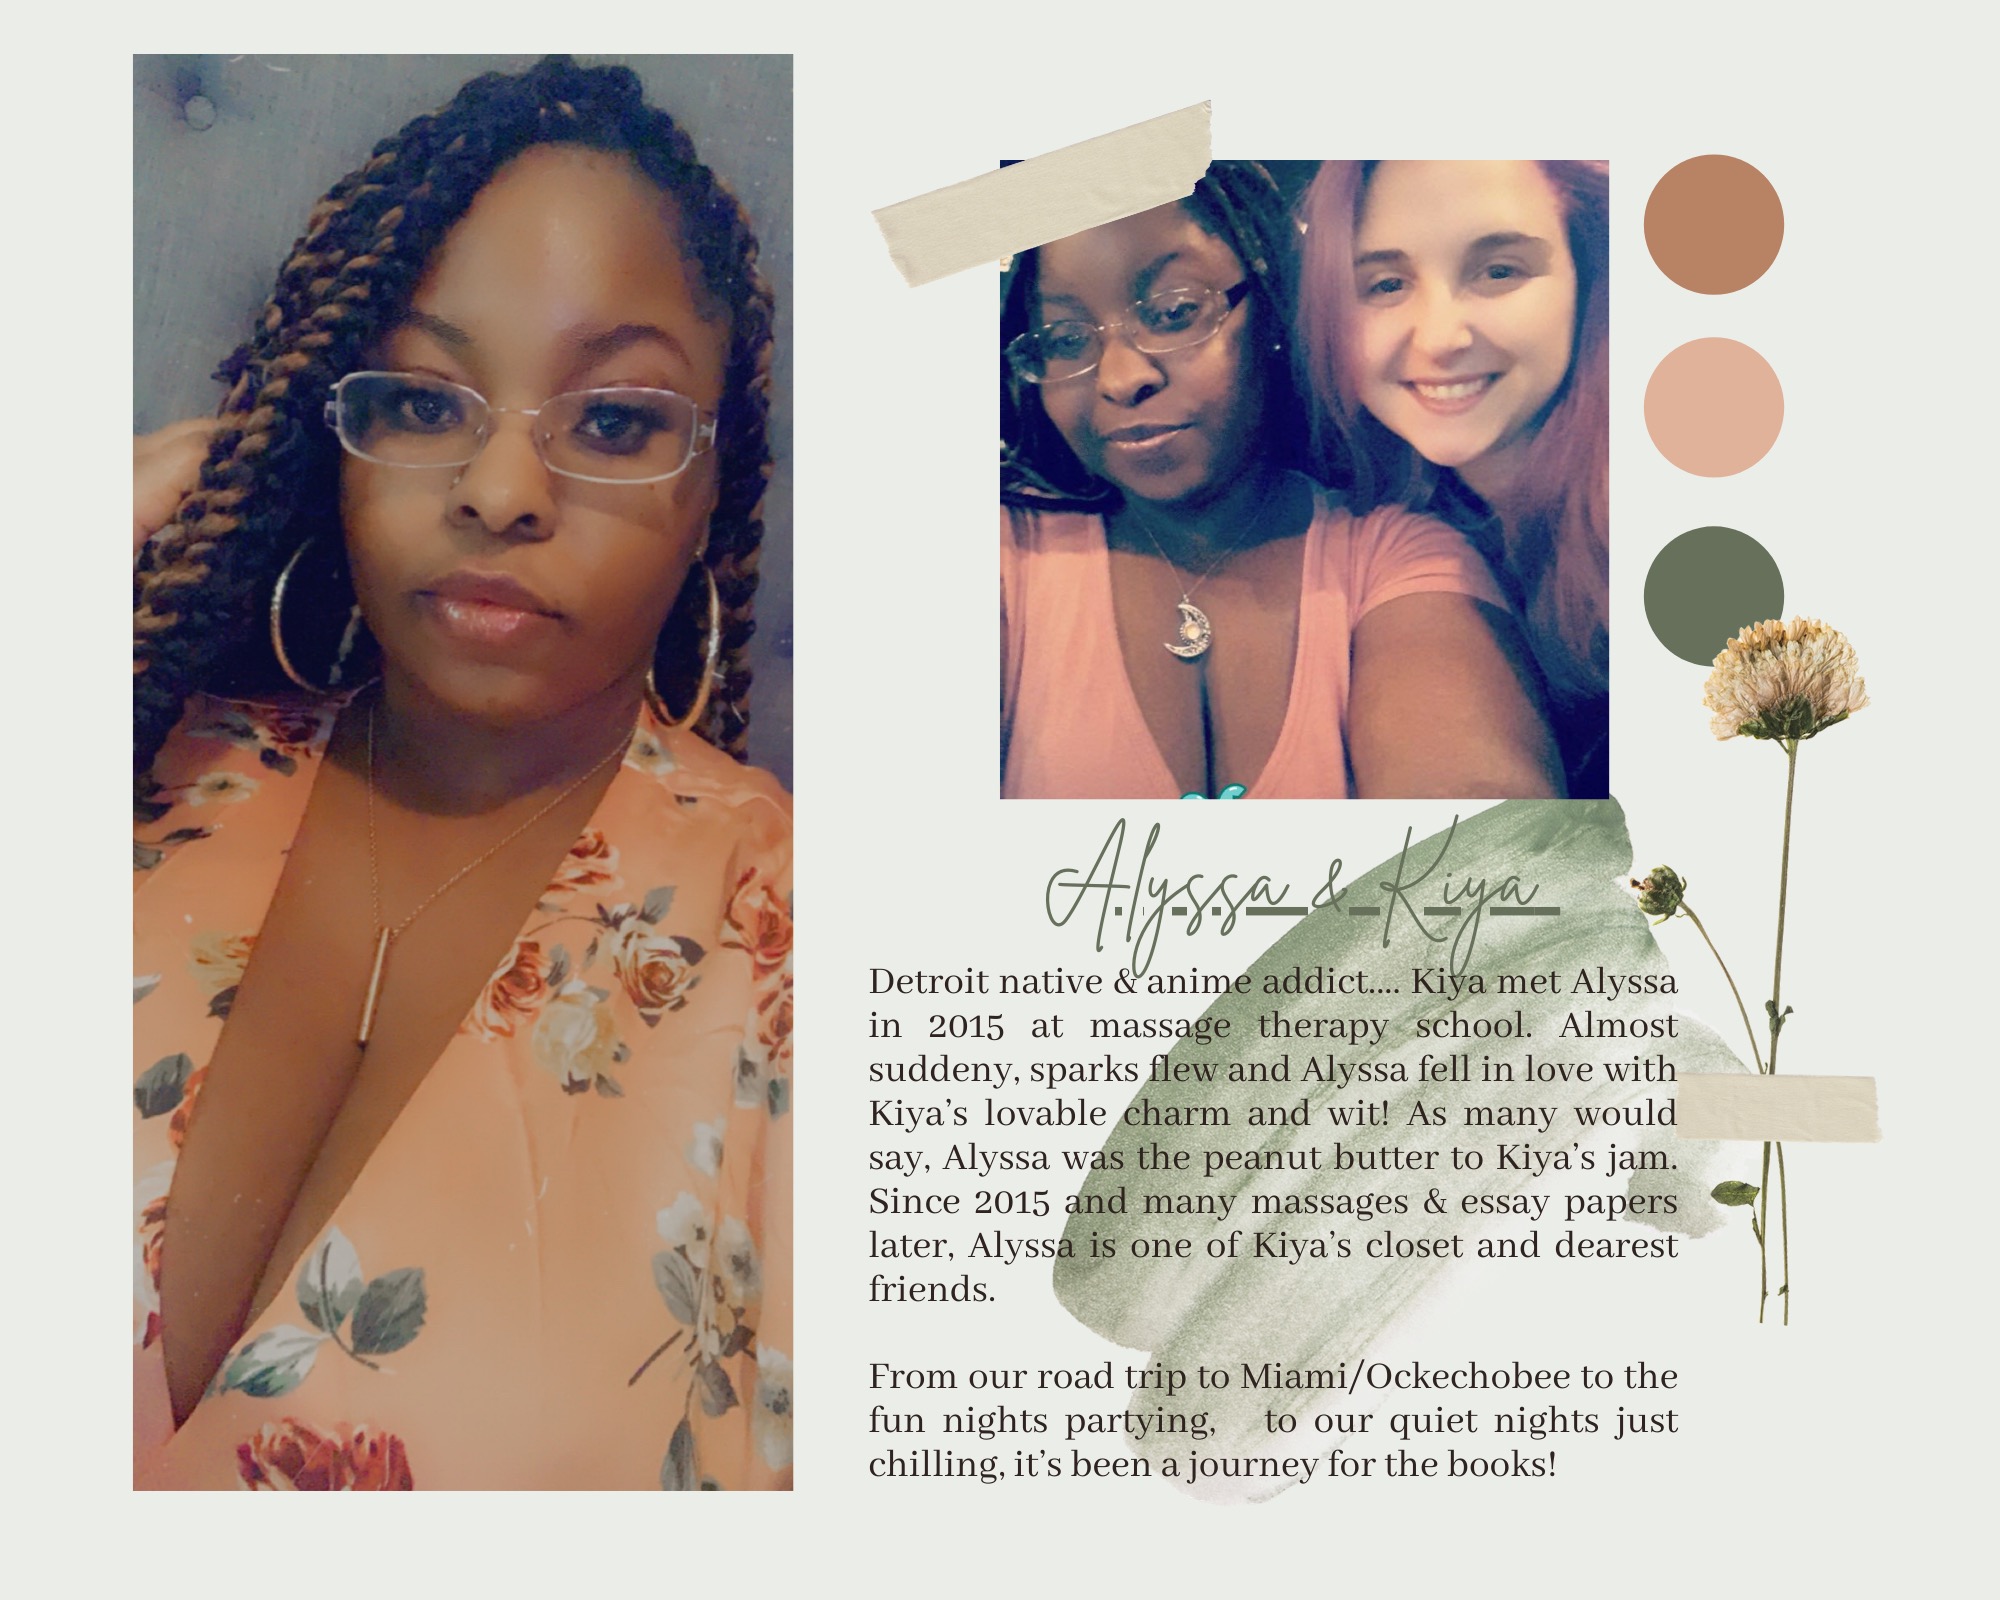 Alyssa & Kiya
Detroit native & anime addict.... Kiya met Alyssa
in 2015 at massage therapy school. Almost
suddeny, sparks flew and Alyssa fell in love with
Kiya's lovable charm and wit! As many would
say, Alyssa was the peanut butter to Kiya's jam.
Since 2015 and many massages & essay papers
later, Alyssa is one of Kiya's closet and dearest
friends.
From our road trip to Miami/Ockechobee to the
fun nights partying, to our quiet nights just
chilling, it's been a journey for the books!